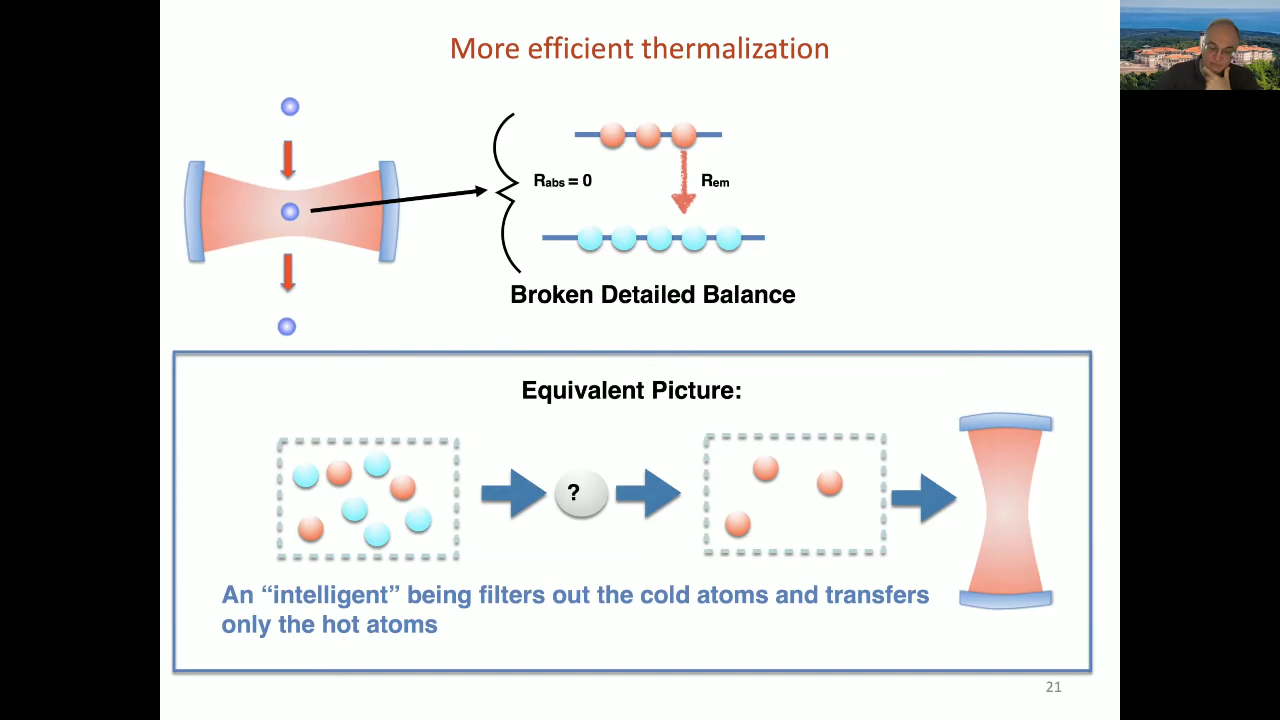 More efficient thermalization
Rabs = 0
Rem
Broken Detailed Balance
Equivalent Picture:
?
An “intelligent” being filters out the cold atoms and transfers
only the hot atoms
21